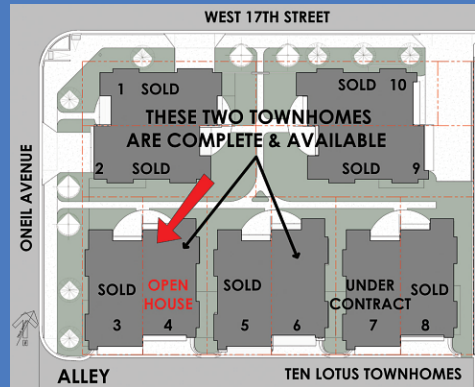 WEST 17TH STREET
1 SOLD
SOLD 10
THESE TWO TOWNHOMES
ARE COMPLETE & AVAILABLE
2 SOLD
SOLD 9
ONEIL AVENUE
SOLD
3
OPEN
HOUSE
4
SOLD
5
6
UNDER
CONTRACT
7
SOLD
8
ALLEY
TEN LOTUS TOWNHOMES